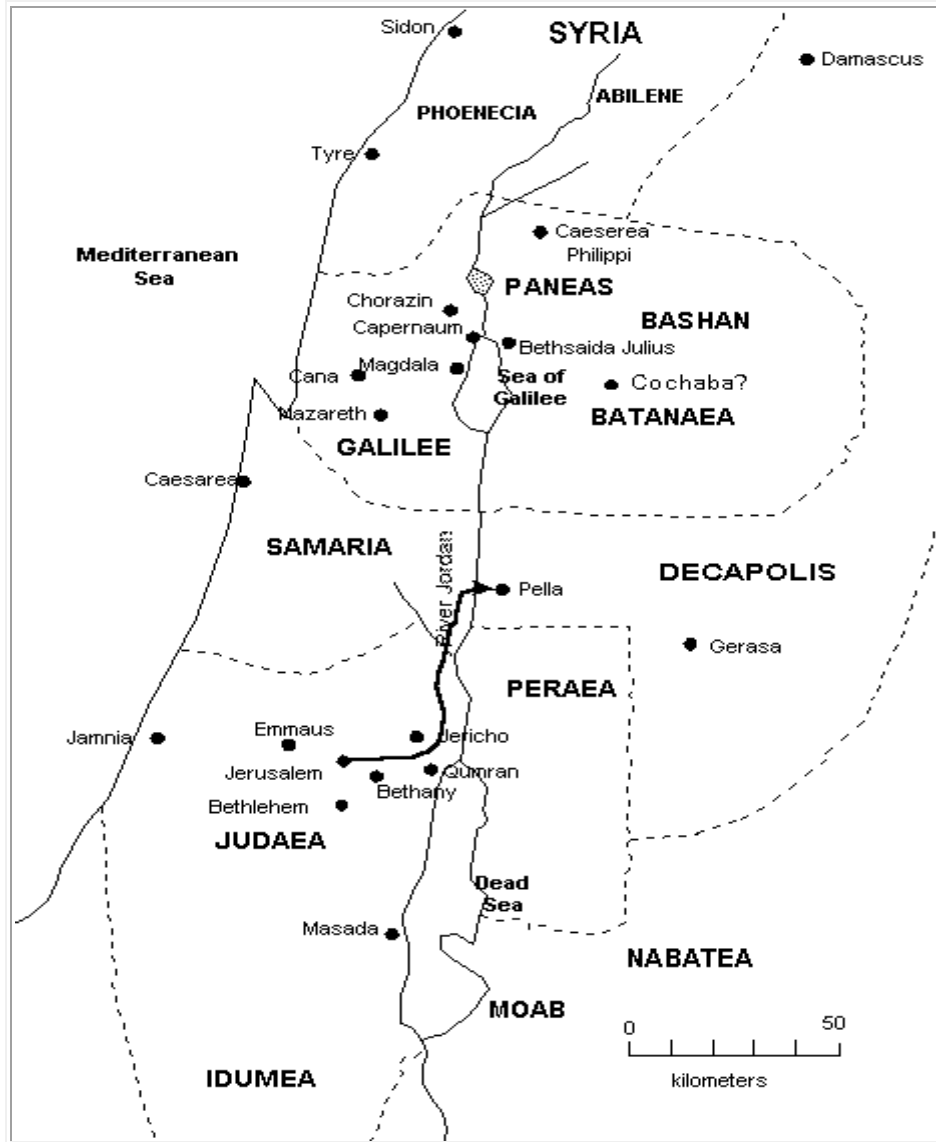 Sidon
SYRIA
Damascus
ABILENE
PHOENECIA
Tyre
Caeserea
Philippi
Mediterranean
Sea
PANEAS
Chorazin
BASHAN
Capernaum
Bethsaida Julius
Magdala
Cana
Sea of
Galilee
Cochaba?
Nazareth
BATANAEA
GALILEE
Caesarea
SAMARIA
River Jordan
DECAPOLIS
Pella
Gerasa
PERAEA
Emmaus
Jamnia
Jericho
Jerusalem
Qumran
Bethany
Bethlehem
JUDAEA
Dead
Sea
Masada
NABATEA
MOAB
0 50
kilometers
IDUMEA